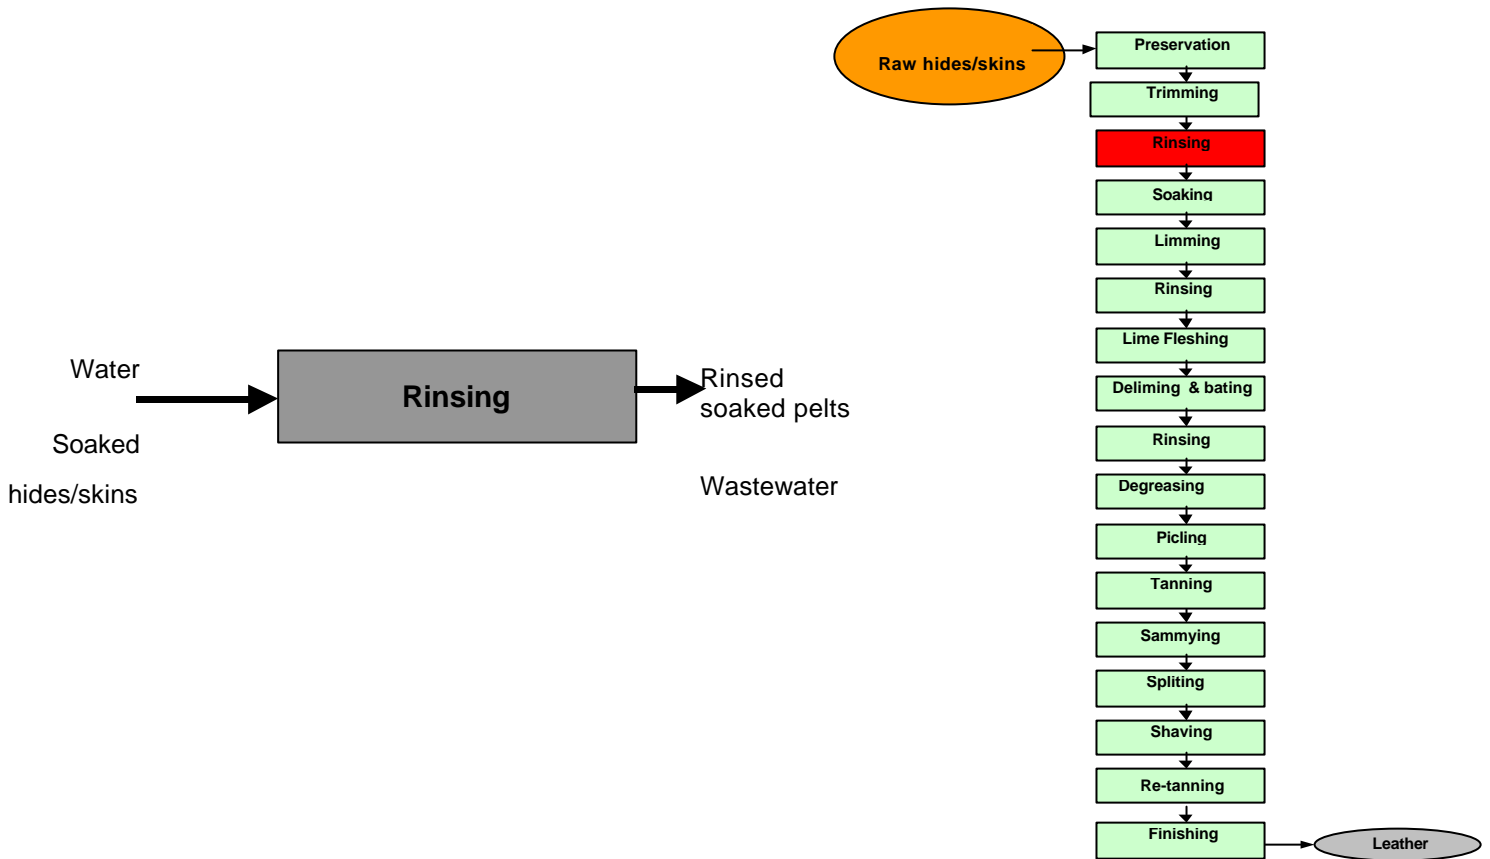 Water
Soaked
hides/skins
Rinsing
Rinsed
soaked pelts
Wastewater
Raw hides/skins
Preservation
Trimming
Rinsing
Soaking
Limming
Rinsing
Lime Fleshing
Deliming & bating
Rinsing
Degreasing
Picling
Tanning
Sammying
Spliting
Shaving
Re-tanning
Finishing
Leather